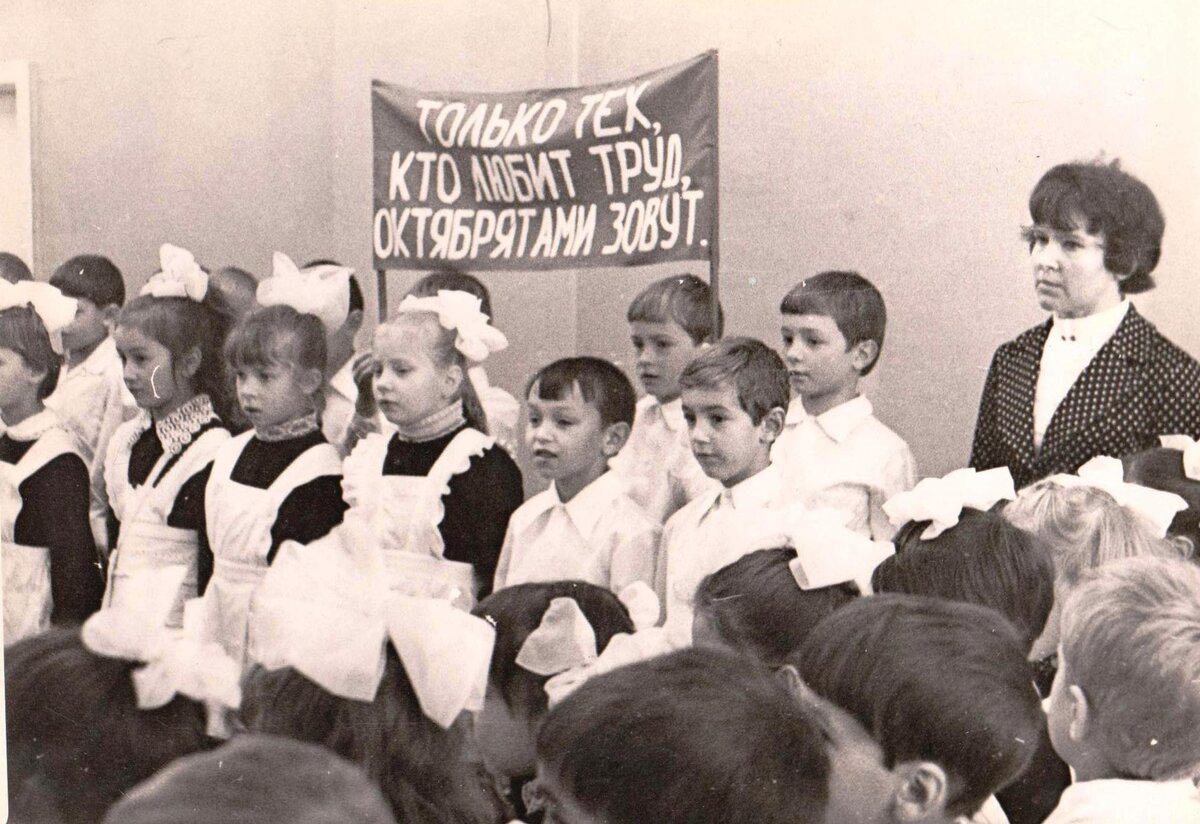 ТОЛЬКО ТЕХ,
КТО ЛЮБИТ ТРУД,
ОКТЯБРЯТАМИ ЗОВУТ.